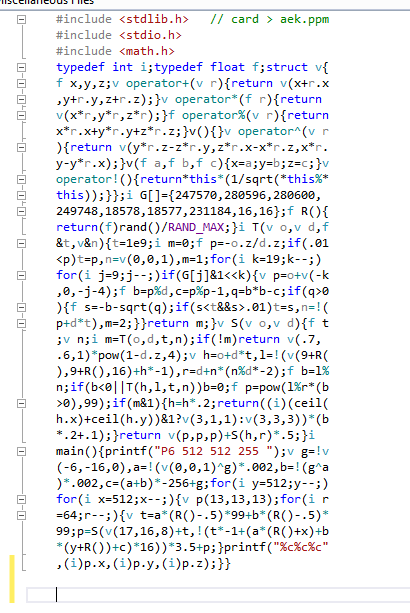 #include <stdlib.h>   // card > aek.ppm
#include <stdio.h>
#include <math.h>
typedef int i;typedef float f;struct v{
f x,y,z;v operator+(v r){return v(x+r.x
,y+r.y,z+r.z);}v operator*(f r){return
v(x*r,y*r,z*r);}f operator%(v r){return
x*r.x+y*r.y+z*r.z;}v(){}v operator^(v r
){return v(y*r.z-z*r.y,z*r.x-x*r.z,x*r.
y-y*r.x);}v(f a,f b,f c){x=a;y=b;z=c;}v
operator!(){return*this*(1/sqrt(*this%*
this));}};i G[]={247570,280596,280600,
249748,18578,18577,231184,16,16};f R(){
return(f)rand()/RAND_MAX;}i T(v o,v d,f
&t,v&n){t=1e9;i m=0;f p=-o.z/d.z;if(.01
<p)t=p,n=v(0,0,1),m=1;for(i k=19;k--;)
for(i j=9;j--;)if(G[j]&1<<k){v p=o+v(-k
,0,-j-4);f b=p%d,c=p%p-1,q=b*b-c;if(q>0
){f s=-b-sqrt(q);if(s<t&&s>.01)t=s,n=!(
p+d*t),m=2;}}return m;}v S(v o,v d){f t
;v n;i m=T(o,d,t,n);if(!m)return v(.7,
.6,1)*pow(1-d.z,4);v h=o+d*t,l=!(v(9+R(
),9+R(),16)+h*-1),r=d+n*(n%d*-2);f b=l%
n;if(b<0||T(h,l,t,n))b=0;f p=pow(l%r*(b
>0),99);if(m&1){h=h*.2;return((i)(ceil(
h.x)+ceil(h.y))&1?v(3,1,1):v(3,3,3))*(b
*.2+.1);}return v(p,p,p)+S(h,r)*.5;}i
main(){printf("P6 512 512 255 ");v g=!v
(-6,-16,0),a=!(v(0,0,1)^g)*.002,b=!(g^a
)*.002,c=(a+b)*-256+g;for(i y=512;y--;)
for(i x=512;x--;){v p(13,13,13);for(i r
=64;r--;){v t=a*(R()-.5)*99+b*(R()-.5)*
99;p=S(v(17,16,8)+t,!(t*-1+(a*(R()+x)+b
*(y+R())+c)*16))*3.5+p;}printf("%c%c%c"
,(i)p.x,(i)p.y,(i)p.z);}}